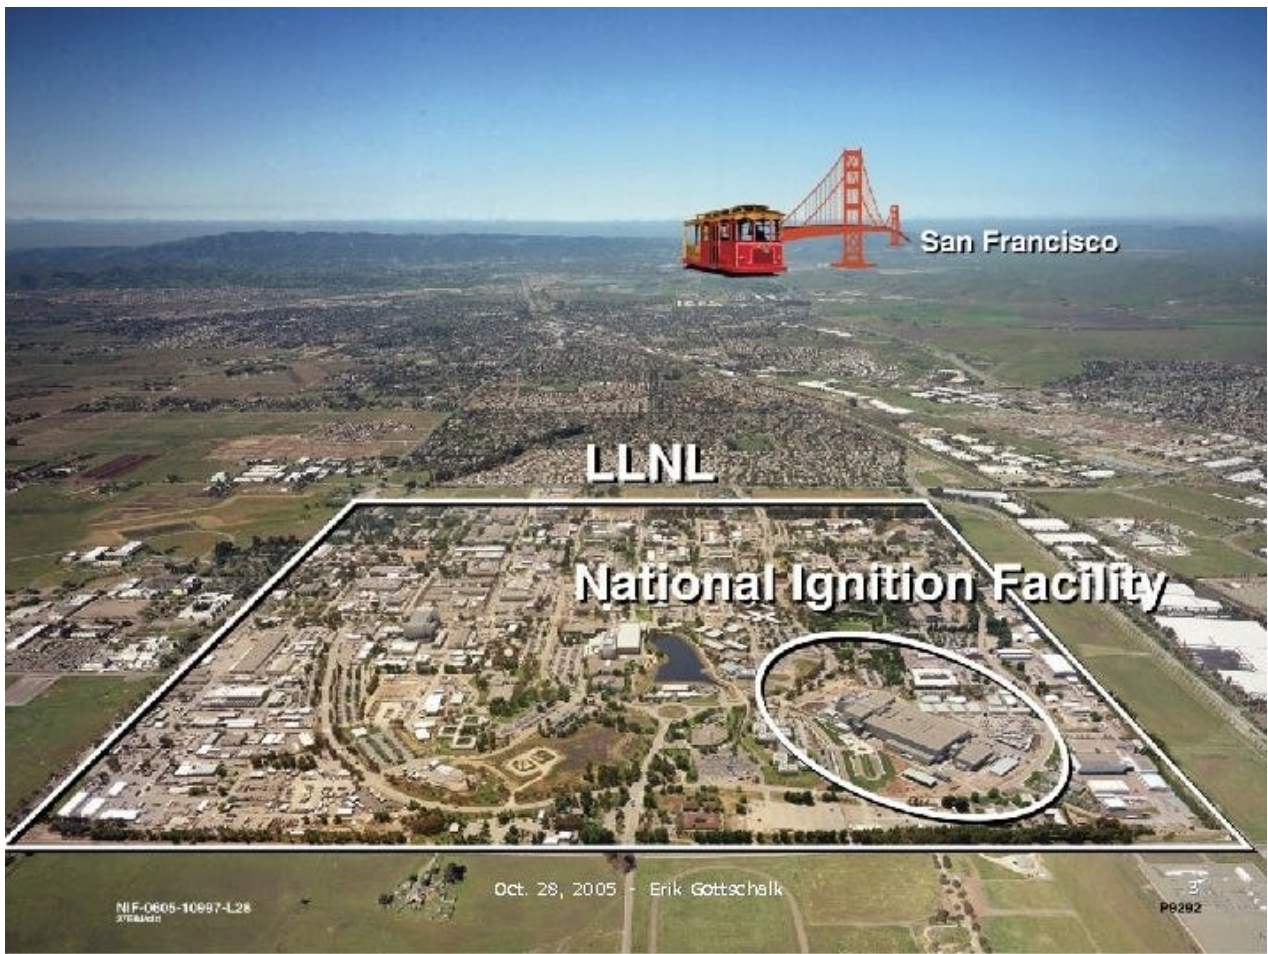 San Francisco
LLNL
National Ignition Facility
Oct. 28, 2005 - Erik Gottschalk
3
NIF-0605-10997-L28
P9292